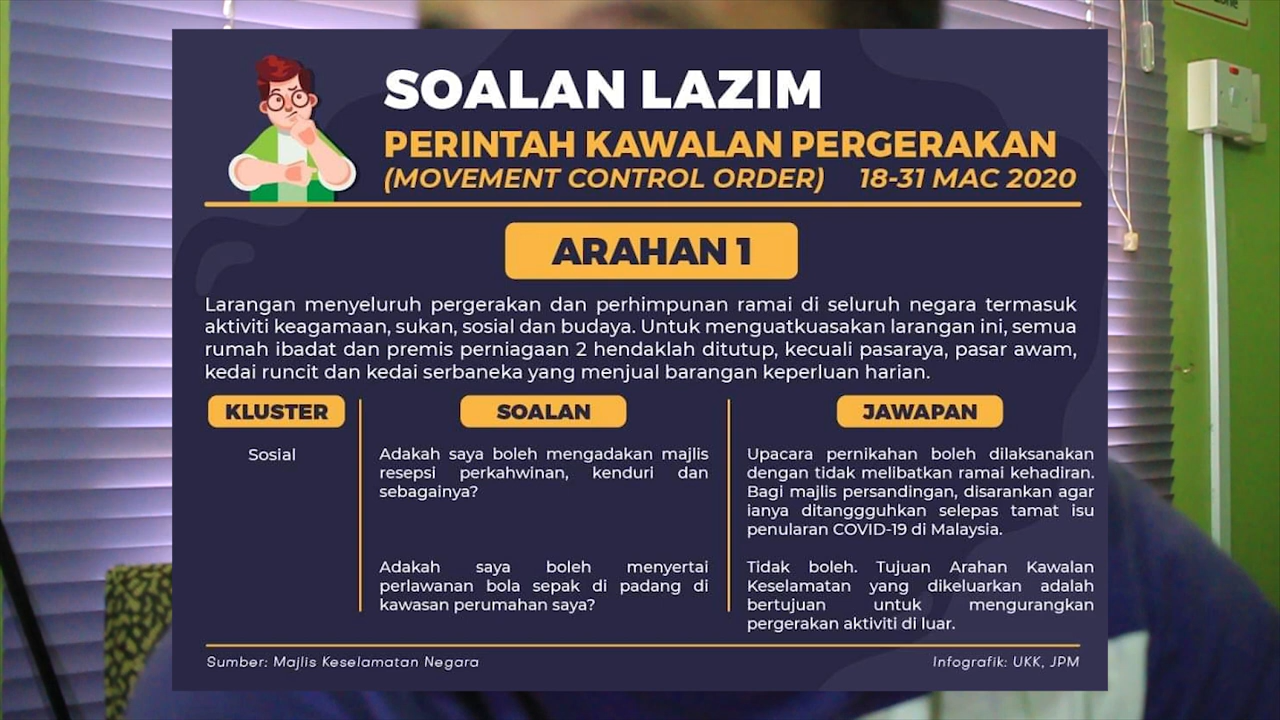 SOALAN LAZIM
PERINTAH KAWALAN PERGERAKAN
(MOVEMENT CONTROL ORDER) 18-31 MAC 2020
ARAHAN 1
Larangan menyeluruh pergerakan dan perhimpunan ramai di seluruh negara termasuk
aktiviti keagamaan, sukan, sosial dan budaya. Untuk menguatkuasakan larangan ini, semua
rumah ibadat dan premis perniagaan 2 hendaklah ditutup, kecuali pasaraya, pasar awam,
kedai runcit dan kedai serbaneka yang menjual barangan keperluan harian.
KLUSTER
SOALAN
JAWAPAN
Sosial
Adakah saya boleh mengadakan majlis
resepsi perkahwinan, kenduri dan
sebagainya?
Upacara pernikahan boleh dilaksanakan
dengan tidak melibatkan ramai kehadiran.
Bagi majlis persandingan, disarankan agar
ianya ditanggguhkan selepas tamat isu
penularan COVID-19 di Malaysia.
Adakah saya boleh menyertai
perlawanan bola sepak di padang di
kawasan perumahan saya?
Tidak boleh. Tujuan Arahan Kawalan
Keselamatan yang dikeluarkan adalah
bertujuan untuk mengurangkan
pergerakan aktiviti di luar.
Sumber: Majlis Keselamatan Negara
Infografik: UKK, JPM